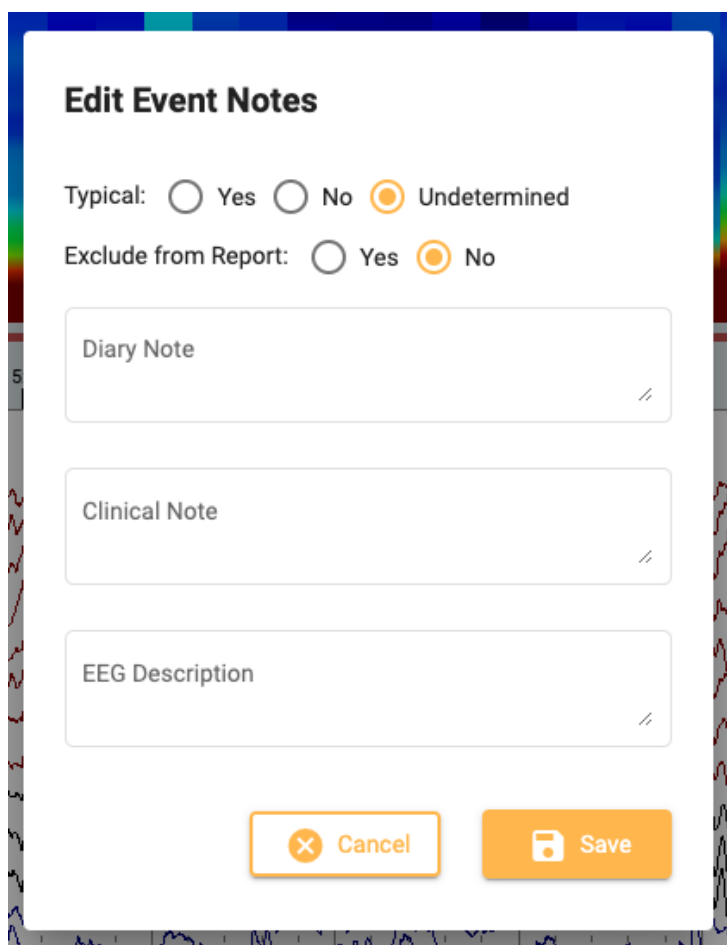 Edit Event Notes
Typical: Yes No Undetermined
Exclude from Report: Yes No
5
Diary Note
Clinical Note
EEG Description
Cancel Save